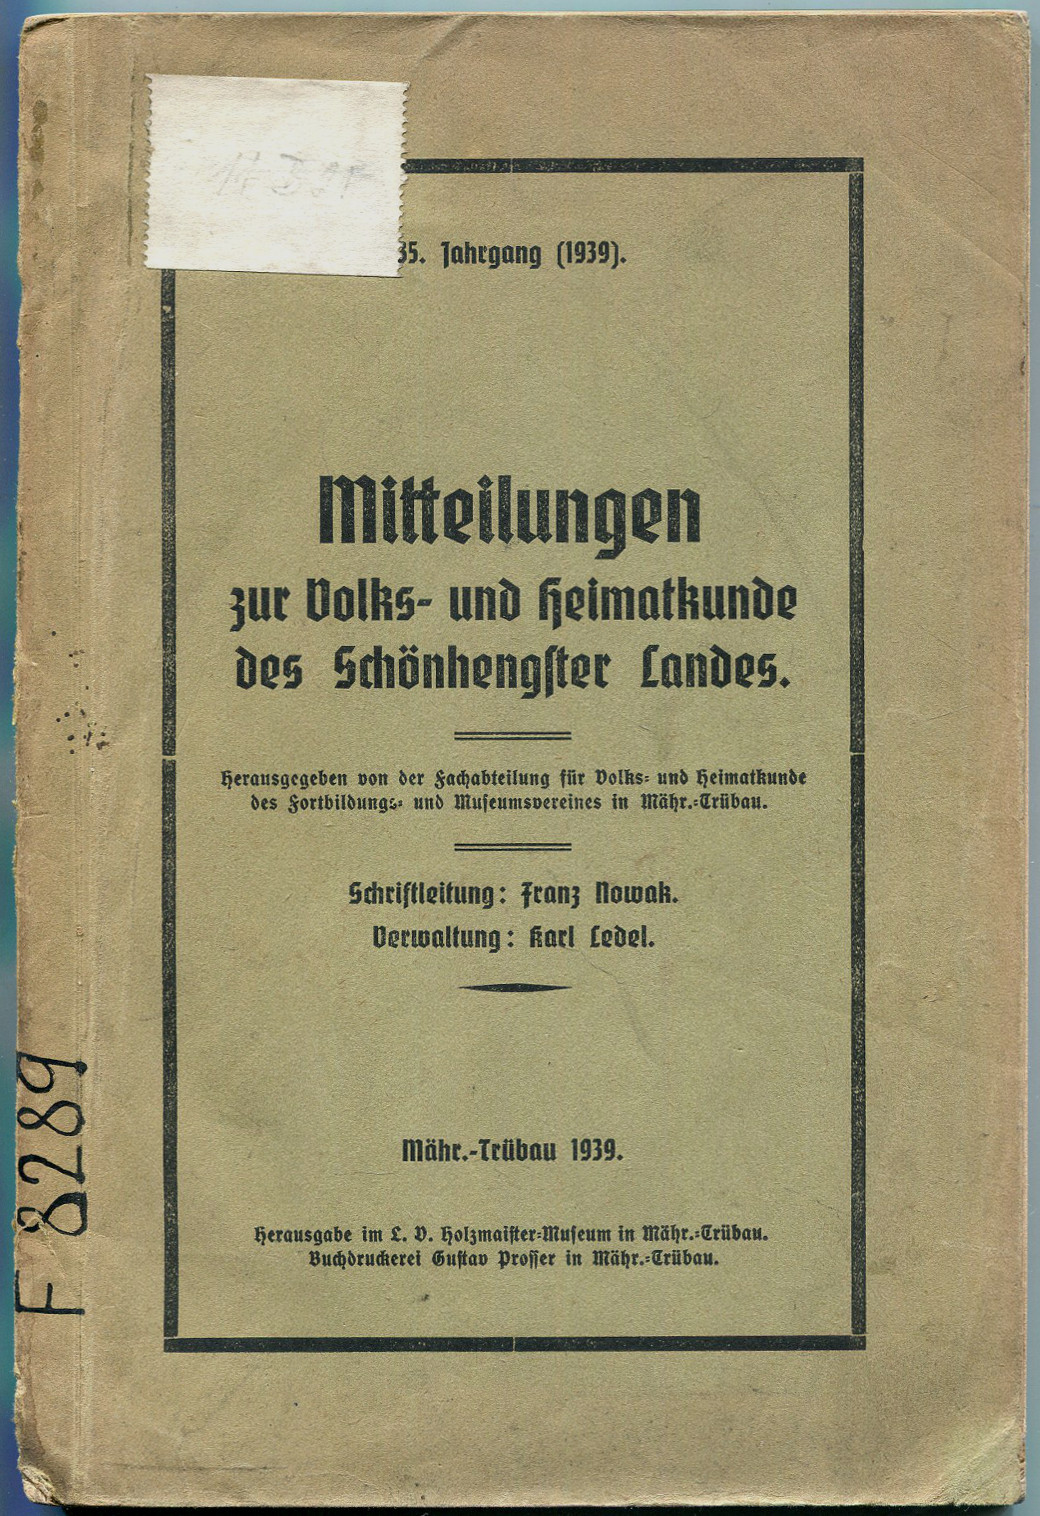 35. Jahrgang (1939).
Mitteilungen
zur Volks- und Heimatkunde
des Schönhengster Landes.
Herausgegeben von der Fachabteilung für Volks- und Heimatkunde
des Fortbildungs- und Museumsvereines in Mähr.-Trübau.
Schriftleitung: Franz Nowak.
Verwaltung: Karl Ledel.
Mähr.-Trübau 1939.
Herausgabe im L. V. Holzmaister-Museum in Mähr.-Trübau.
Buchdruckerei Gustav Prosser in Mähr.-Trübau.
F 8289